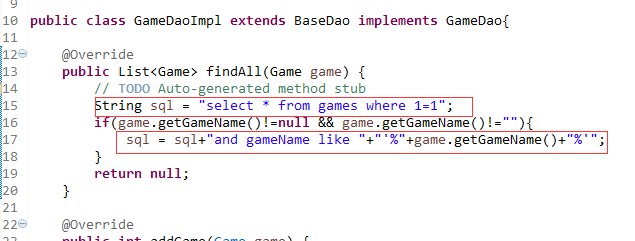 9
10 public class GameDaoImpl extends BaseDao implements GameDao{
11
12 @Override
13 public List<Game> findAll(Game game) {
14 // TODO Auto-generated method stub
15 String sql = "select * from games where 1=1";
16 if(game.getGameName()!=null && game.getGameName()!=""){
17 sql = sql+"and gameName like "+"'%"+game.getGameName()+"%'";
18 }
19 return null;
20 }
21
22 @Override
23 public int addGame(Game game) {